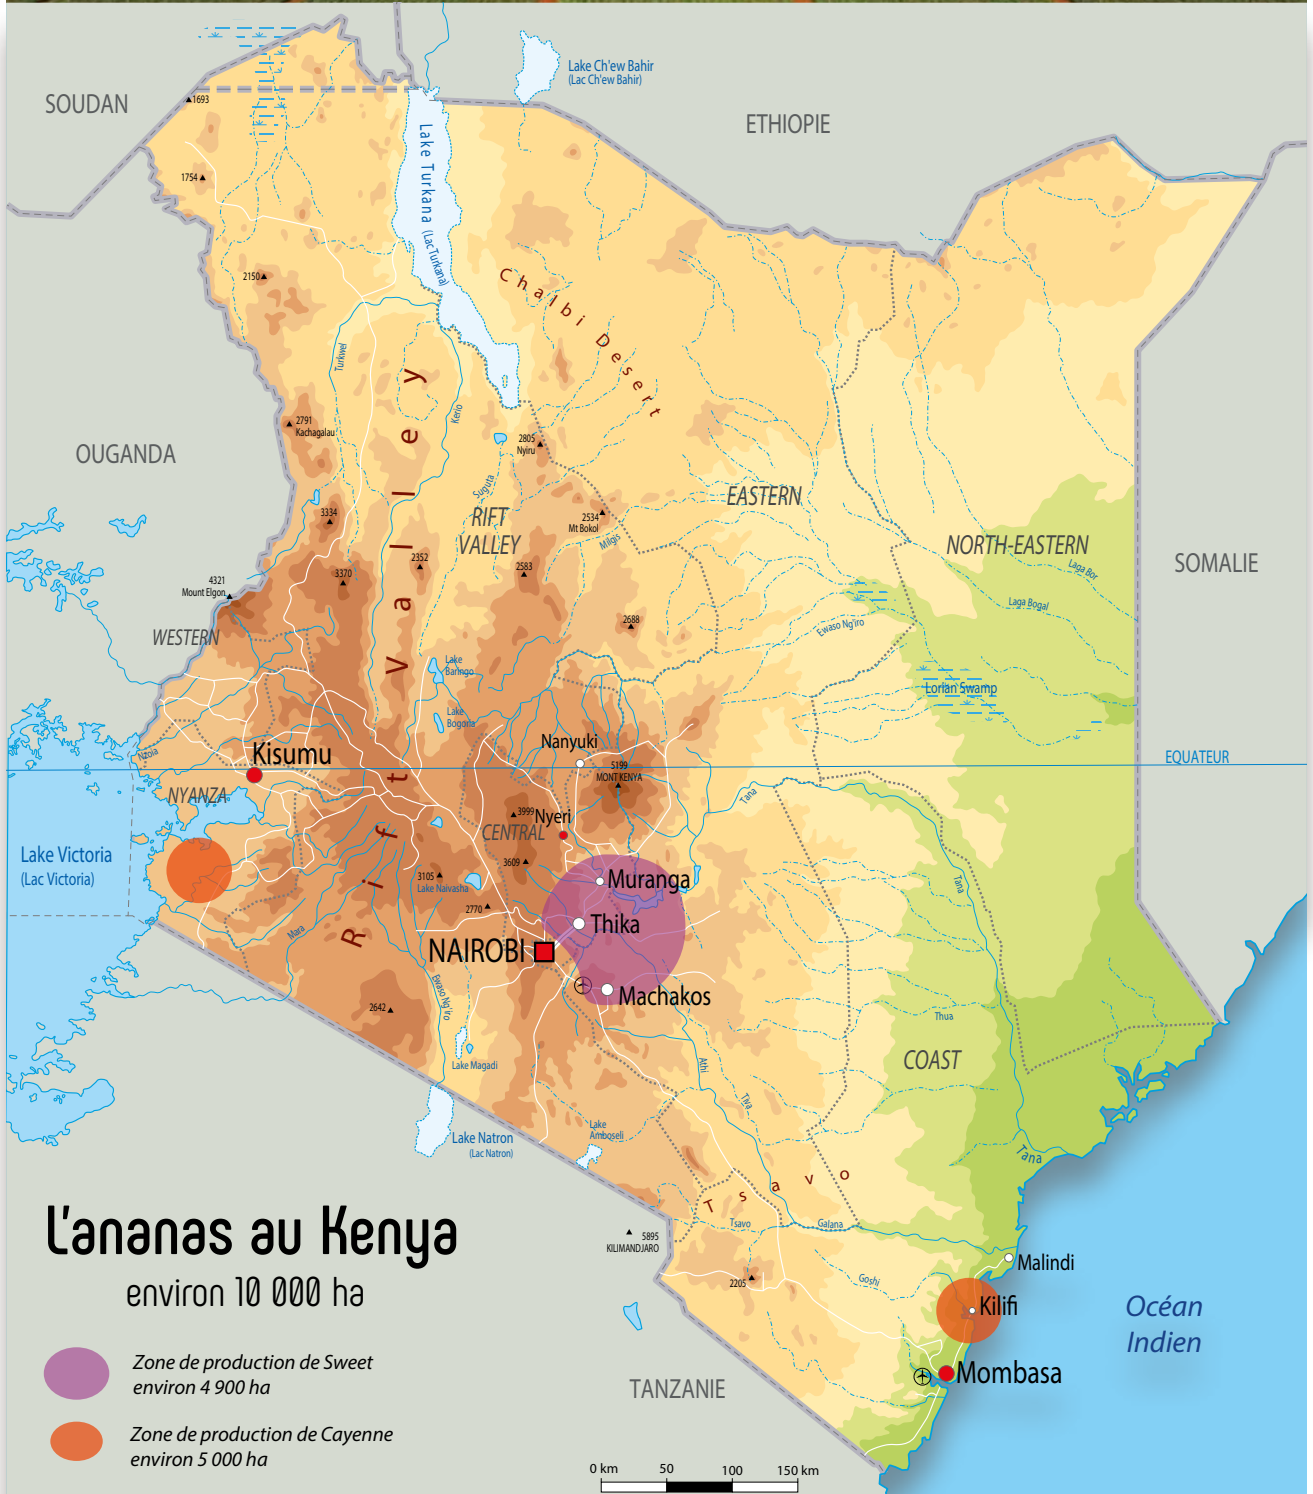 SOUDAN
1693
Lake Ch'ew Bahir
(Lac Ch'ew Bahir)
ETHIOPIE
Lake Turkana (Lac Turkana)
1754
2150
Chalbi Desert
Turkwel
Kerio
2791
Kachagalau
2805
Nyiru
OUGANDA
Suguta
EASTERN
3334
RIFT
VALLEY
2534
Mt Bokol
Milgis
NORTH-EASTERN
SOMALIE
Laga Bor
3370
2352
2583
4321
Mount Elgon
Laga Bogal
2688
Ewaso Ng'iro
WESTERN
Rift Valley
Lake
Baringo
Lorian Swamp
Lake
Bogoria
Nzoia
Kisumu
Nanyuki
5199
MONT KENYA
EQUATEUR
NYANZA
Tana
3999
Nyeri
CENTRAL
Lake Victoria
(Lac Victoria)
3609
3105
Lake Naivasha
Muranga
Tana
2770
Thika
Mara
NAIROBI
Ewaso Ng'iro
Machakos
2642
Thua
COAST
Lake Magadi
Athi
Tiva
Lake Natron
(Lac Natron)
Lake
Amboseli
Tana
Tsavo
Tsavo
Galana
5895
KILIMANDJARO
Malindi
2205
Goshi
Kilifi
Océan
Indien
Mombasa
TANZANIE
L'ananas au Kenya
environ 10 000 ha
Zone de production de Sweet
environ 4 900 ha
Zone de production de Cayenne
environ 5 000 ha
0 km 50 100 150 km